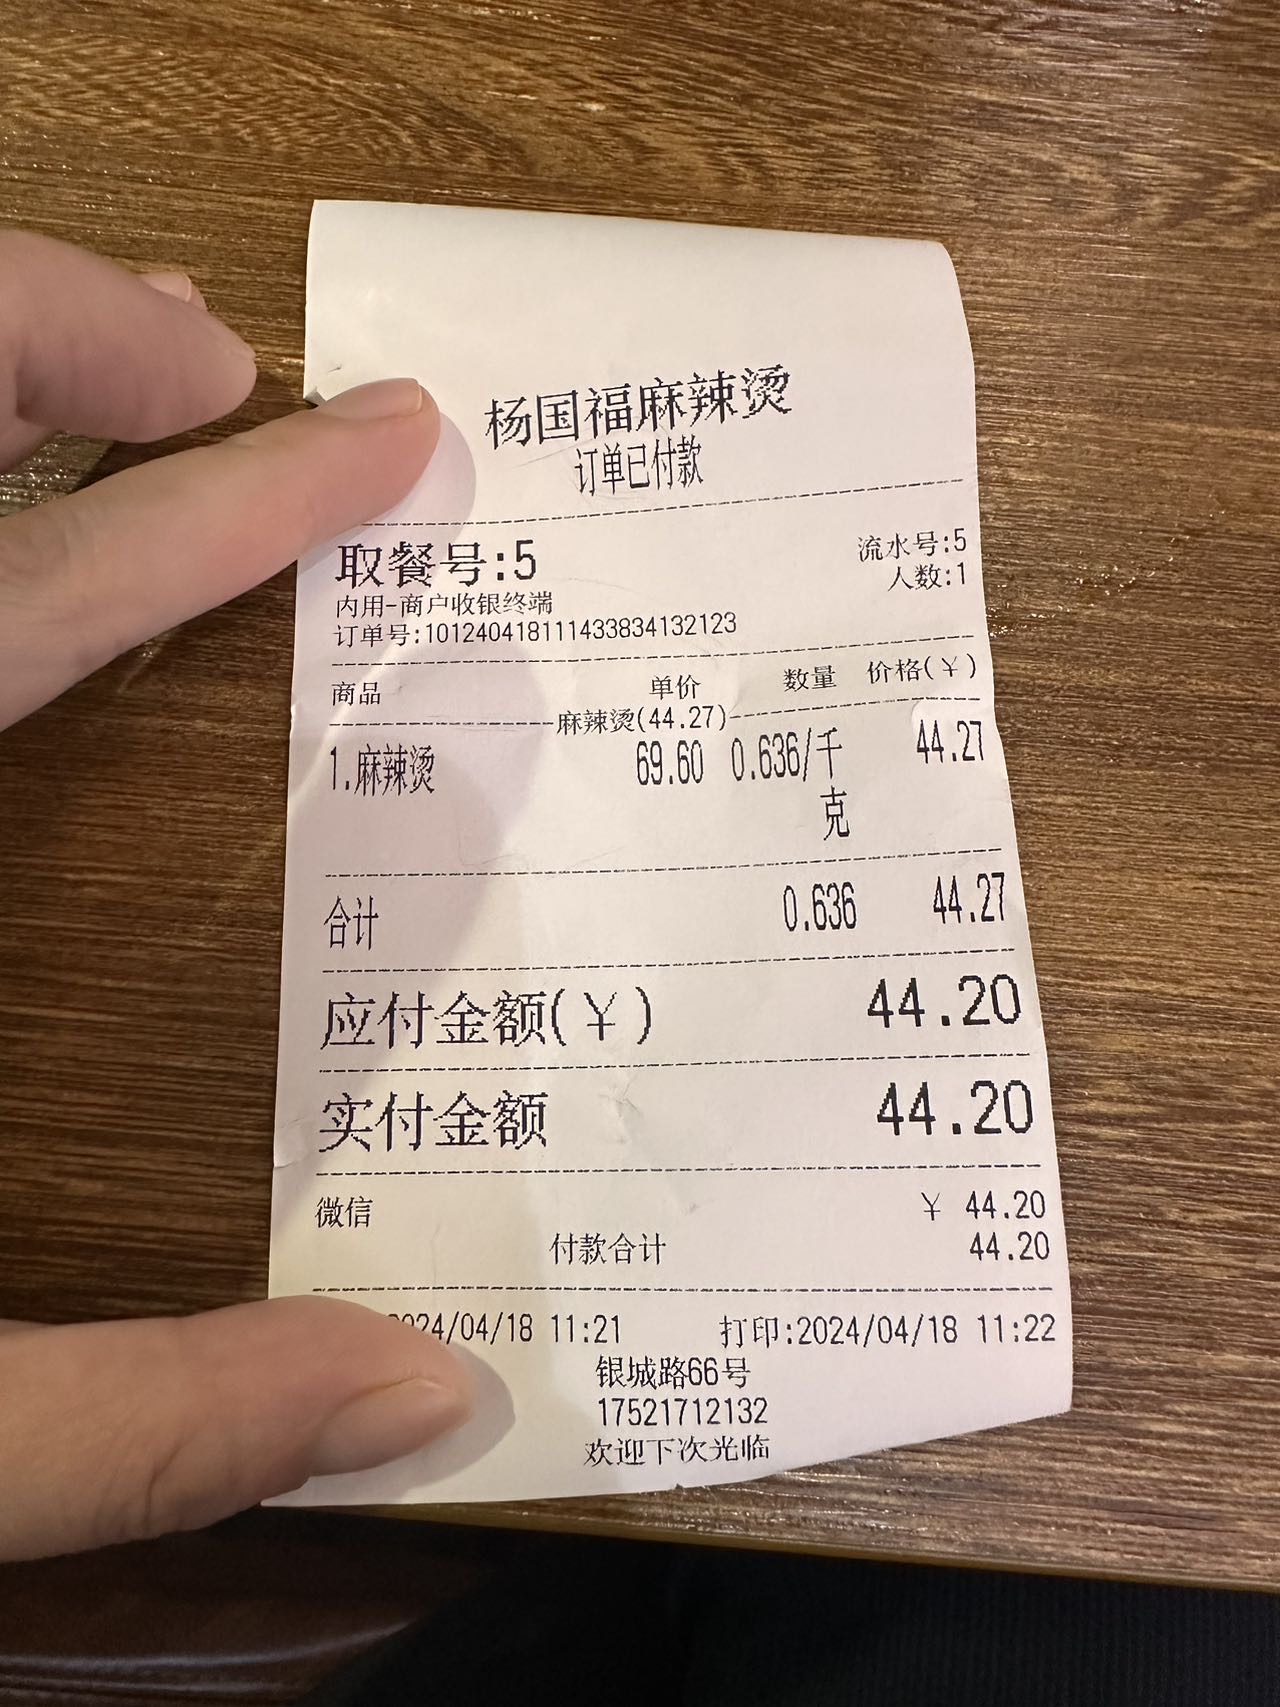 杨国福麻辣烫
订单已付款
取餐号:5 流水号:5
内用-商户收银终端 人数:1
订单号:101240418111433834132123
商品 单价 数量 价格(¥)
麻辣烫(44.27)
1.麻辣烫 69.60 0.636/千克 44.27
合计 0.636 44.27
应付金额(¥) 44.20
实付金额 44.20
微信 ¥ 44.20
付款合计 44.20
2024/04/18 11:21 打印:2024/04/18 11:22
银城路66号
17521712132
欢迎下次光临